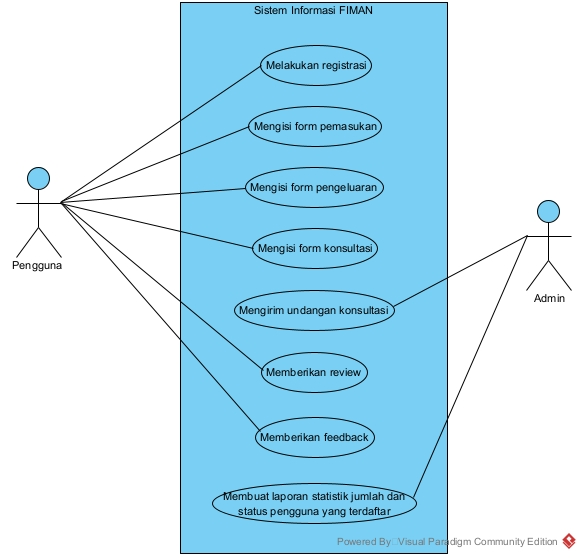 Sistem Informasi FIMAN
Melakukan registrasi
Mengisi form pemasukan
Mengisi form pengeluaran
Mengisi form konsultasi
Pengguna
Admin
Mengirim undangan konsultasi
Memberikan review
Memberikan feedback
Membuat laporan statistik jumlah dan
status pengguna yang terdaftar
Powered By: Visual Paradigm Community Edition